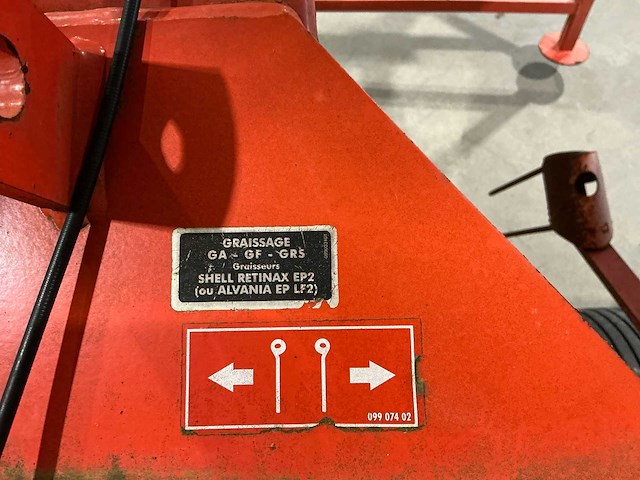 GRAISSAGE
GA - GF - GRS
Graisseurs
SHELL RETINAX EP2
(ou ALVANIA EP LF2)
099 074 02